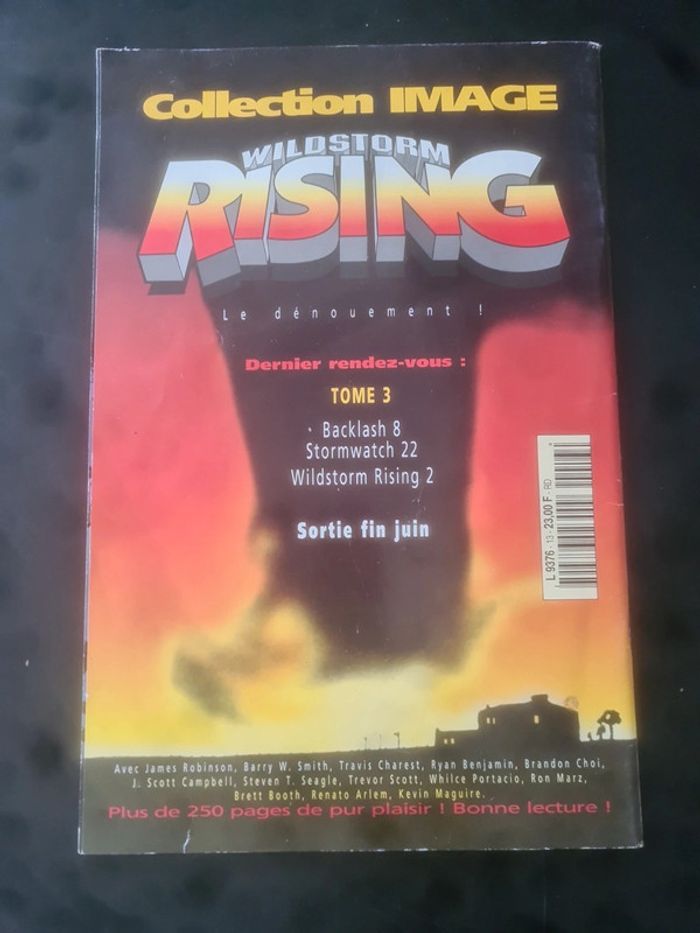 Collection IMAGE
WILDSTORM
RISING
Le dénouement !
Dernier rendez-vous :
TOME 3
Backlash 8
Stormwatch 22
Wildstorm Rising 2
Sortie fin juin
L 9376 - 13 - 23,00 F - RD
Avec James Robinson, Barry W. Smith, Travis Charest, Ryan Benjamin, Brandon Choi,
J. Scott Campbell, Steven T. Seagle, Trevor Scott, Whilce Portacio, Ron Marz,
Brett Booth, Renato Arlem, Kevin Maguire.
Plus de 250 pages de pur plaisir ! Bonne lecture !